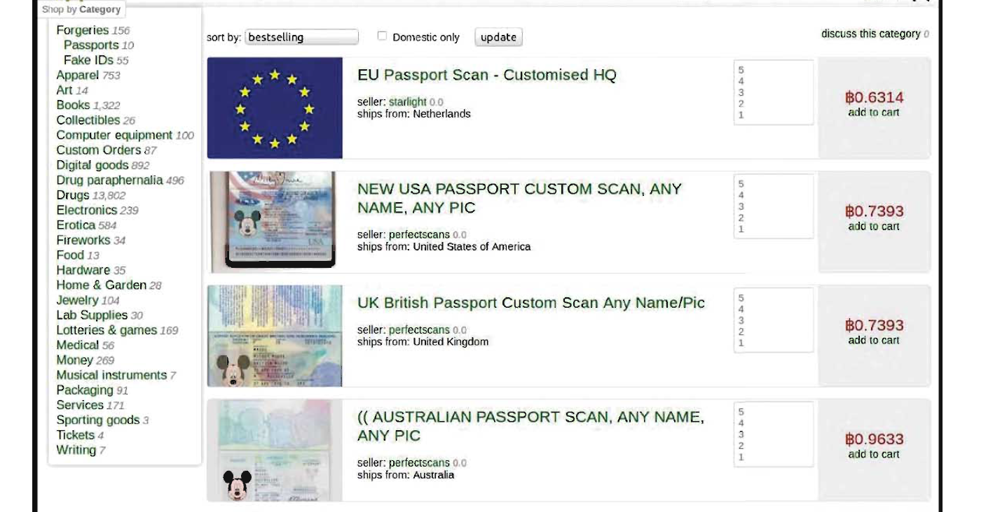 Shop by Category
Forgeries 156
Passports 10
Fake IDs 55
Apparel 753
Art 14
Books 1,322
Collectibles 26
Computer equipment 100
Custom Orders 87
Digital goods 892
Drug paraphernalia 496
Drugs 13,802
Electronics 239
Erotica 584
Fireworks 34
Food 13
Hardware 35
Home & Garden 28
Jewelry 104
Lab Supplies 30
Lotteries & games 169
Medical 56
Money 269
Musical instruments 7
Packaging 91
Services 171
Sporting goods 3
Tickets 4
Writing 7
sort by: bestselling Domestic only update
discuss this category 0
EU Passport Scan - Customised HQ
seller: starlight 0.0
ships from: Netherlands
5
4
3
2
1
฿0.6314
add to cart
USA
NEW USA PASSPORT CUSTOM SCAN, ANY
NAME, ANY PIC
seller: perfectscans 0.0
ships from: United States of America
5
4
3
2
1
฿0.7393
add to cart
UK British Passport Custom Scan Any Name/Pic
seller: perfectscans 0.0
ships from: United Kingdom
5
4
3
2
1
฿0.7393
add to cart
(( AUSTRALIAN PASSPORT SCAN, ANY NAME,
ANY PIC
seller: perfectscans 0.0
ships from: Australia
5
4
3
2
1
฿0.9633
add to cart